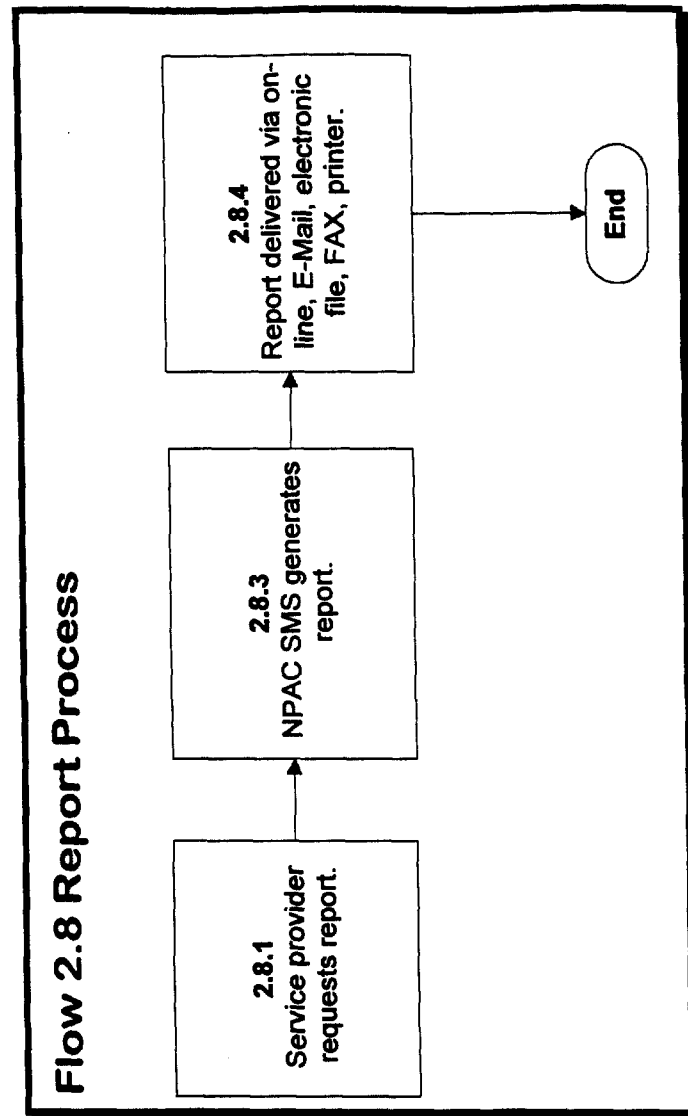 Flow 2.8 Report Process
2.8.1
Service provider
requests report.
2.8.3
NPAC SMS generates
report.
2.8.4
Report delivered via on-
line, E-Mail, electronic
file, FAX, printer.
End